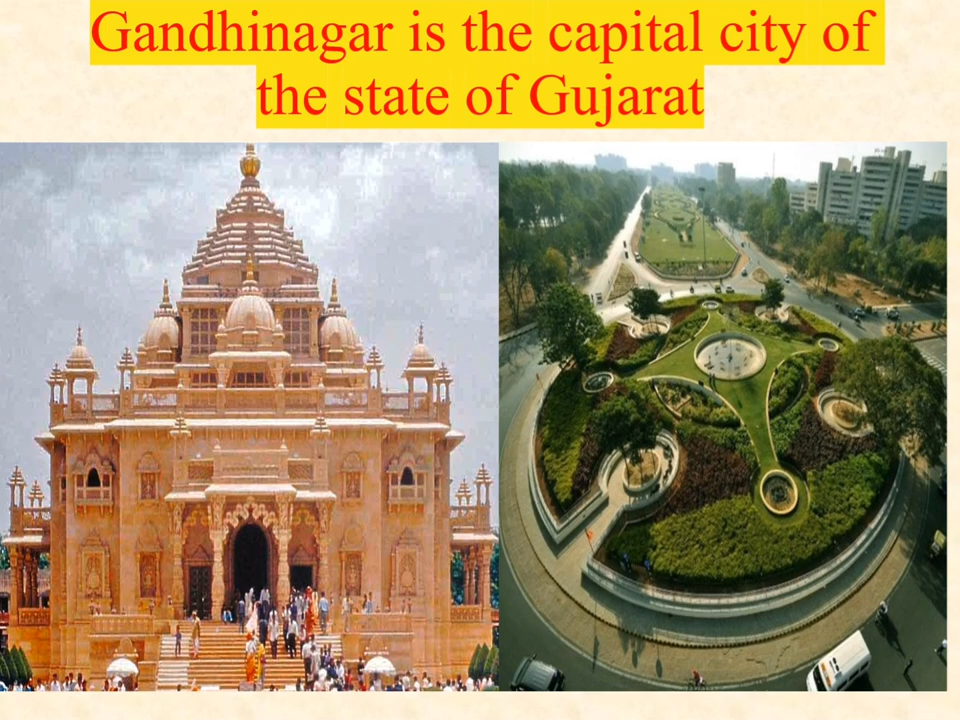 Gandhinagar is the capital city of
the state of Gujarat